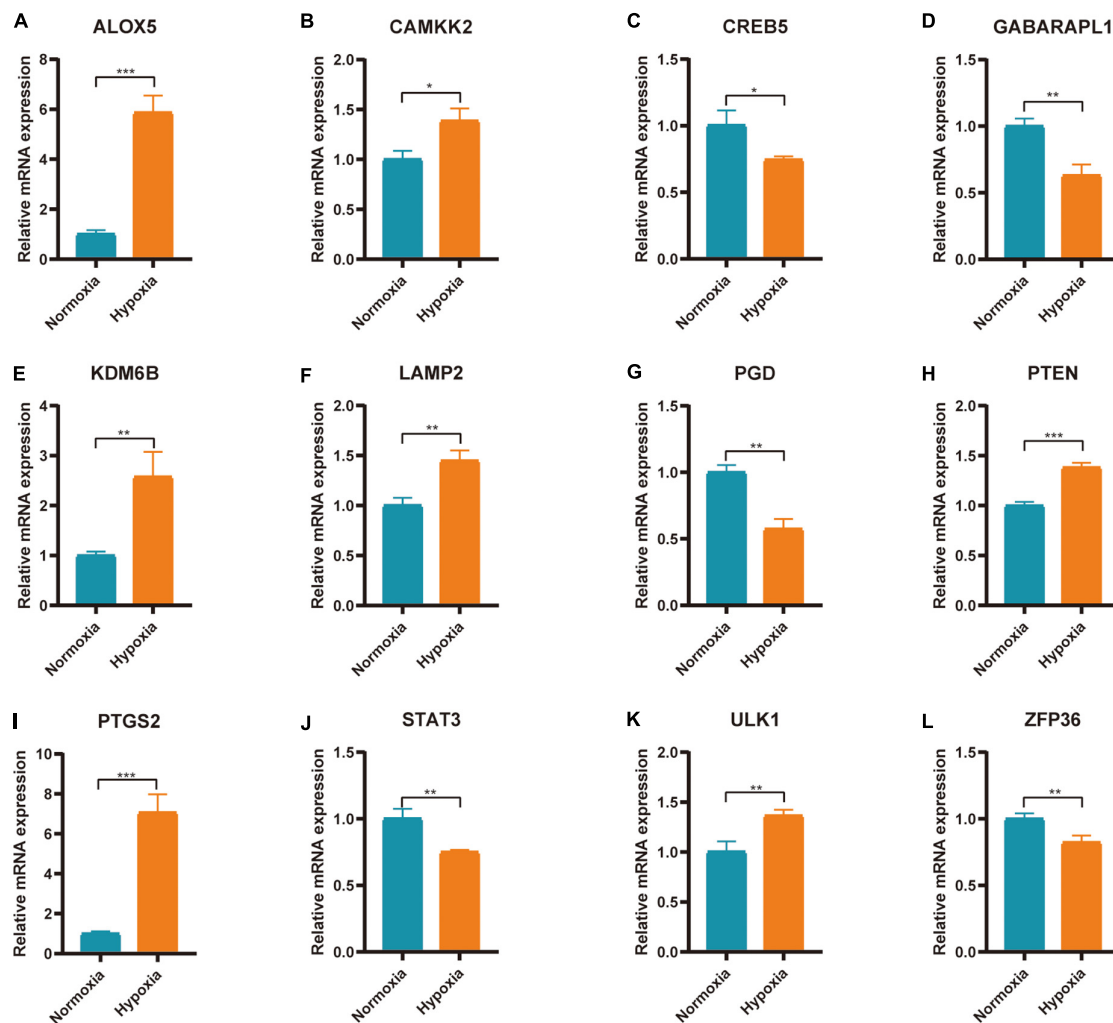 A
ALOX5
Relative mRNA expression
8
6
4
2
0
***
Normoxia
Hypoxia
B
CAMKK2
Relative mRNA expression
2.0
1.5
1.0
0.5
0.0
*
Normoxia
Hypoxia
C
CREB5
Relative mRNA expression
1.5
1.0
0.5
0.0
*
Normoxia
Hypoxia
D
GABARAPL1
Relative mRNA expression
1.5
1.0
0.5
0.0
**
Normoxia
Hypoxia
E
KDM6B
Relative mRNA expression
4
3
2
1
0
**
Normoxia
Hypoxia
F
LAMP2
Relative mRNA expression
2.0
1.5
1.0
0.5
0.0
**
Normoxia
Hypoxia
G
PGD
Relative mRNA expression
1.5
1.0
0.5
0.0
**
Normoxia
Hypoxia
H
PTEN
Relative mRNA expression
2.0
1.5
1.0
0.5
0.0
***
Normoxia
Hypoxia
I
PTGS2
Relative mRNA expression
10
8
6
4
2
0
***
Normoxia
Hypoxia
J
STAT3
Relative mRNA expression
1.5
1.0
0.5
0.0
**
Normoxia
Hypoxia
K
ULK1
Relative mRNA expression
2.0
1.5
1.0
0.5
0.0
**
Normoxia
Hypoxia
L
ZFP36
Relative mRNA expression
1.5
1.0
0.5
0.0
**
Normoxia
Hypoxia